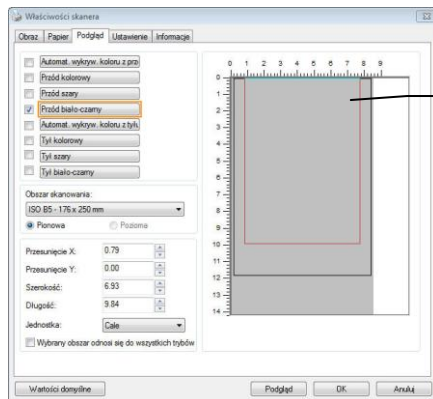 Właściwości skanera
Obraz Papier Podgląd Ustawienie Informacje
Automat. wykryw. koloru z prze
Przód kolorowy
Przód szary
Przód biało-czarny
Automat. wykryw. koloru z tyłu
Tył kolorowy
Tył szary
Tył biało-czarny
Obszar skanowania:
ISO B5 - 176 x 250 mm
Pionowa Pozioma
Przesunięcie X: 0.79
Przesunięcie Y: 0.00
Szerokość: 6.93
Długość: 9.84
Jednostka: Cale
Wybrany obszar odnosi się do wszystkich trybów
0 1 2 3 4 5 6 7 8 9
0
1
2
3
4
5
6
7
8
9
10
11
12
13
14
Wartości domyślne Podgląd OK Anuluj